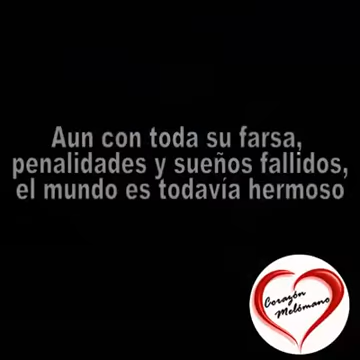 Aun con toda su farsa,
penalidades y sueños fallidos,
el mundo es todavía hermoso
Corazón
Melómano